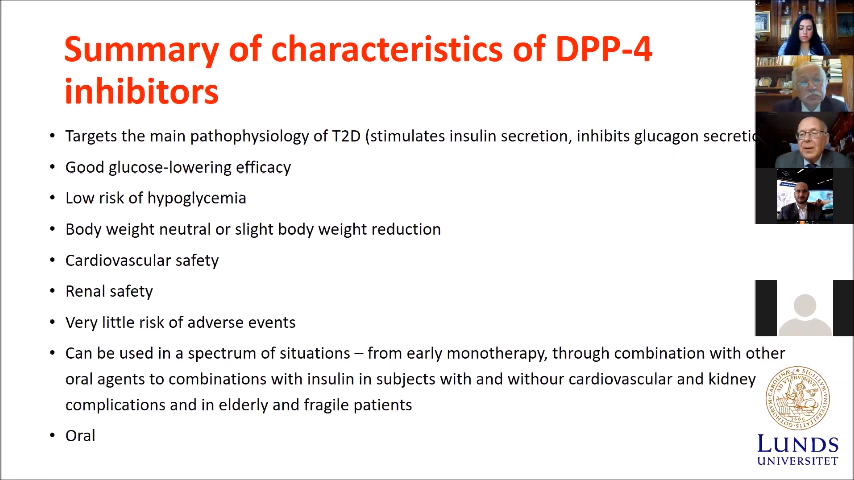 Summary of characteristics of DPP-4
inhibitors
• Targets the main pathophysiology of T2D (stimulates insulin secretion, inhibits glucagon secretio
• Good glucose-lowering efficacy
• Low risk of hypoglycemia
• Body weight neutral or slight body weight reduction
• Cardiovascular safety
• Renal safety
• Very little risk of adverse events
• Can be used in a spectrum of situations – from early monotherapy, through combination with other
oral agents to combinations with insulin in subjects with and withour cardiovascular and kidney
complications and in elderly and fragile patients
• Oral
LUNDS
UNIVERSITET